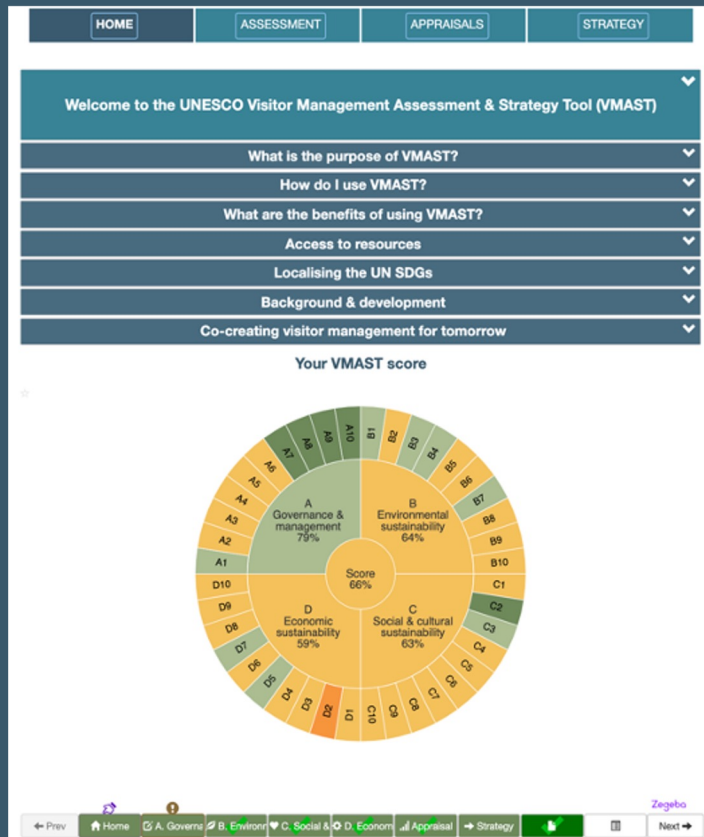 HOME
ASSESSMENT
APPRAISALS
STRATEGY
Welcome to the UNESCO Visitor Management Assessment & Strategy Tool (VMAST)
What is the purpose of VMAST?
How do I use VMAST?
What are the benefits of using VMAST?
Access to resources
Localising the UN SDGs
Background & development
Co-creating visitor management for tomorrow
Your VMAST score
A
Governance &
management
79%
B
Environmental
sustainability
64%
Score
66%
D
Economic
sustainability
59%
C
Social & cultural
sustainability
63%
A1
A2
A3
A4
A5
A6
A7
A8
A9
A10
B1
B2
B3
B4
B5
B6
B7
B8
B9
B10
C1
C2
C3
C4
C5
C6
C7
C8
C9
C10
D1
D2
D3
D4
D5
D6
D7
D8
D9
D10
Zegeba
← Prev
Home
A. Governa
B. Environr
C. Social &
D. Econom
Appraisal
→ Strategy
Next →